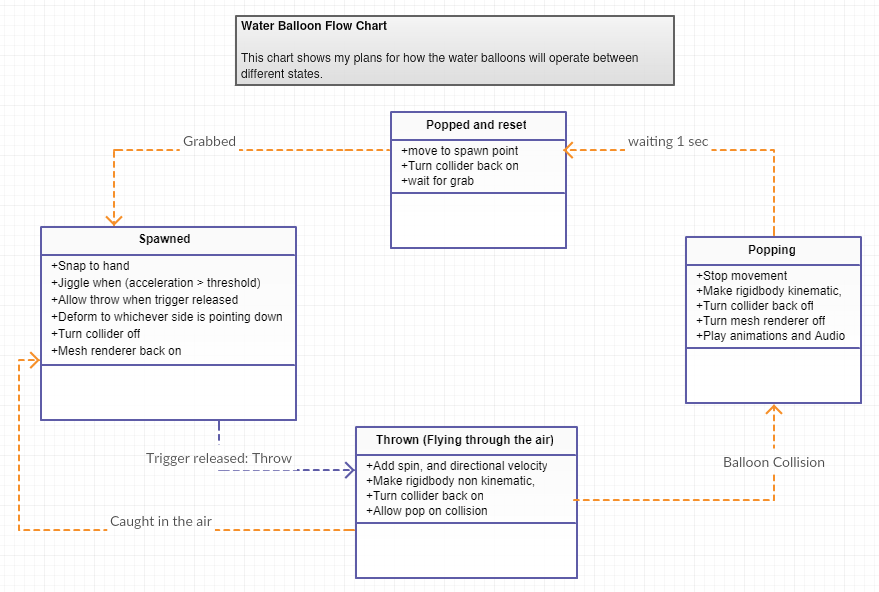 Water Balloon Flow Chart
This chart shows my plans for how the water balloons will operate between
different states.
Popped and reset
+move to spawn point
+Turn collider back on
+wait for grab
Grabbed
waiting 1 sec
Spawned
+Snap to hand
+Jiggle when (acceleration > threshold)
+Allow throw when trigger released
+Deform to whichever side is pointing down
+Turn collider off
+Mesh renderer back on
Popping
+Stop movement
+Make rigidbody kinematic,
+Turn collider back off
+Turn mesh renderer off
+Play animations and Audio
Trigger released: Throw
Thrown (Flying through the air)
+Add spin, and directional velocity
+Make rigidbody non kinematic,
+Turn collider back on
+Allow pop on collision
Balloon Collision
Caught in the air